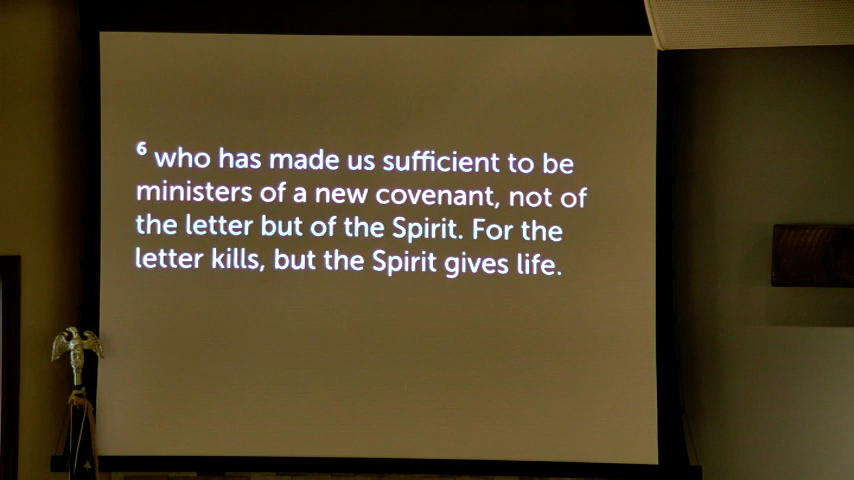 6 who has made us sufficient to be
ministers of a new covenant, not of
the letter but of the Spirit. For the
letter kills, but the Spirit gives life.